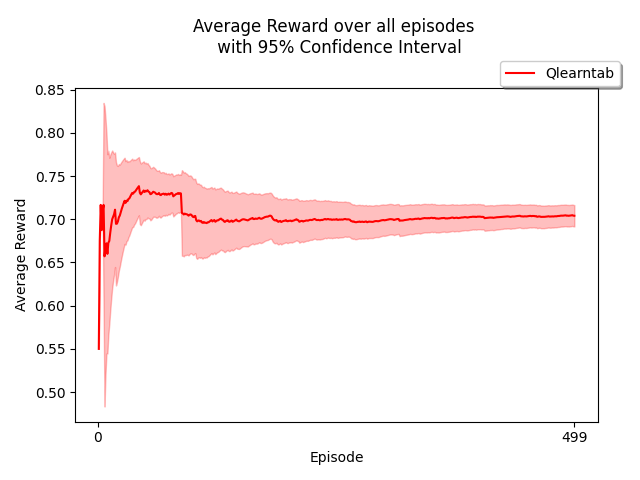 Average Reward over all episodes
with 95% Confidence Interval
Qlearntab
0.85
0.80
0.75
0.70
0.65
0.60
0.55
0.50
Average Reward
0
499
Episode